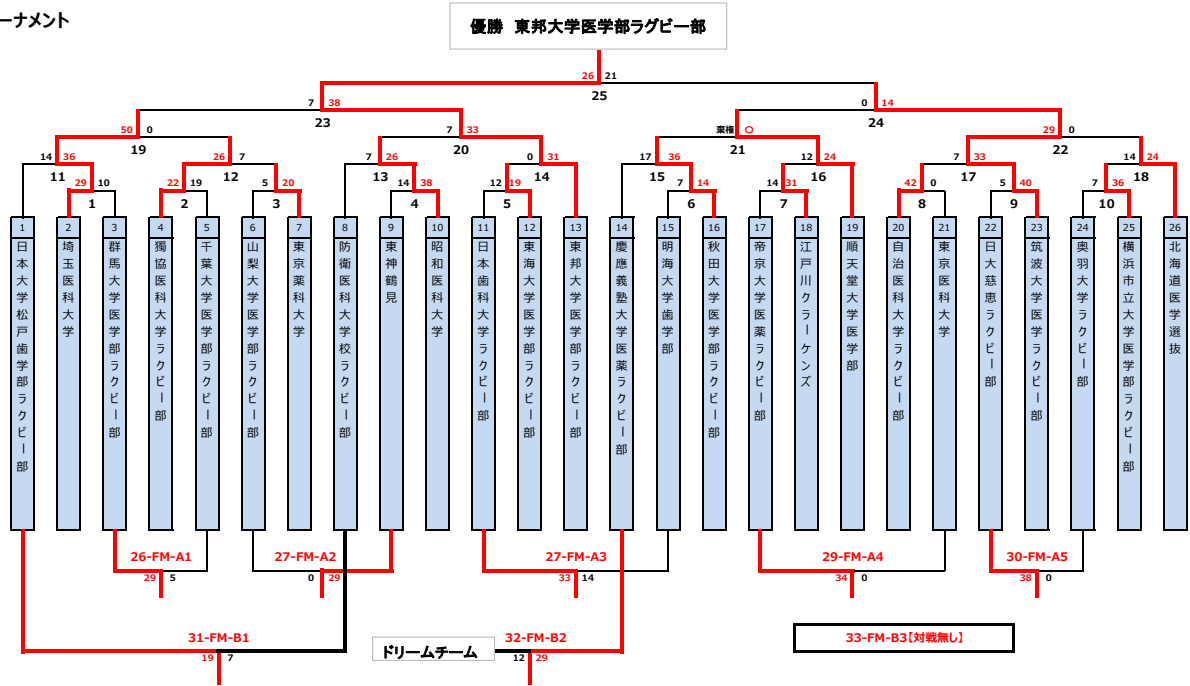 ーナメント
優勝 東邦大学医学部ラグビー部
26 21
25
7 38
23
0 14
24
50 0
19
7 33
20
棄権 〇
21
29 0
22
14 36
11
26 7
12
7 26
13
0 31
14
17 36
15
12 24
16
7 33
17
14 24
18
29 10
1
22 19
2
5 20
3
14 38
4
12 19
5
7 14
6
14 31
7
42 0
8
5 40
9
7 36
10
1 日本大学松戸歯学部ラクビー部
2 埼玉医科大学
3 群馬大学医学部ラクビー部
4 獨協医科大学ラクビー部
5 千葉大学医学部ラクビー部
6 山梨大学医学部ラクビー部
7 東京薬科大学
8 防衛医科大学校ラクビー部
9 東神鶴見
10 昭和医科大学
11 日本歯科大学ラクビー部
12 東海大学医学部ラクビー部
13 東邦大学医学部ラクビー部
14 慶應義塾大学医薬ラクビー部
15 明海大学歯学部
16 秋田大学医学部ラクビー部
17 帝京大学医薬ラクビー部
18 江戸川クラーケンズ
19 順天堂大学医学部
20 自治医科大学ラクビー部
21 東京医科大学
22 日大慈恵ラクビー部
23 筑波大学医学ラクビー部
24 奥羽大学ラクビー部
25 横浜市立大学医学部ラクビー部
26 北海道医学選抜
26-FM-A1
29 5
27-FM-A2
0 29
27-FM-A3
33 14
29-FM-A4
34 0
30-FM-A5
38 0
31-FM-B1
19 7
ドリームチーム
32-FM-B2
12 29
33-FM-B3【対戦無し】